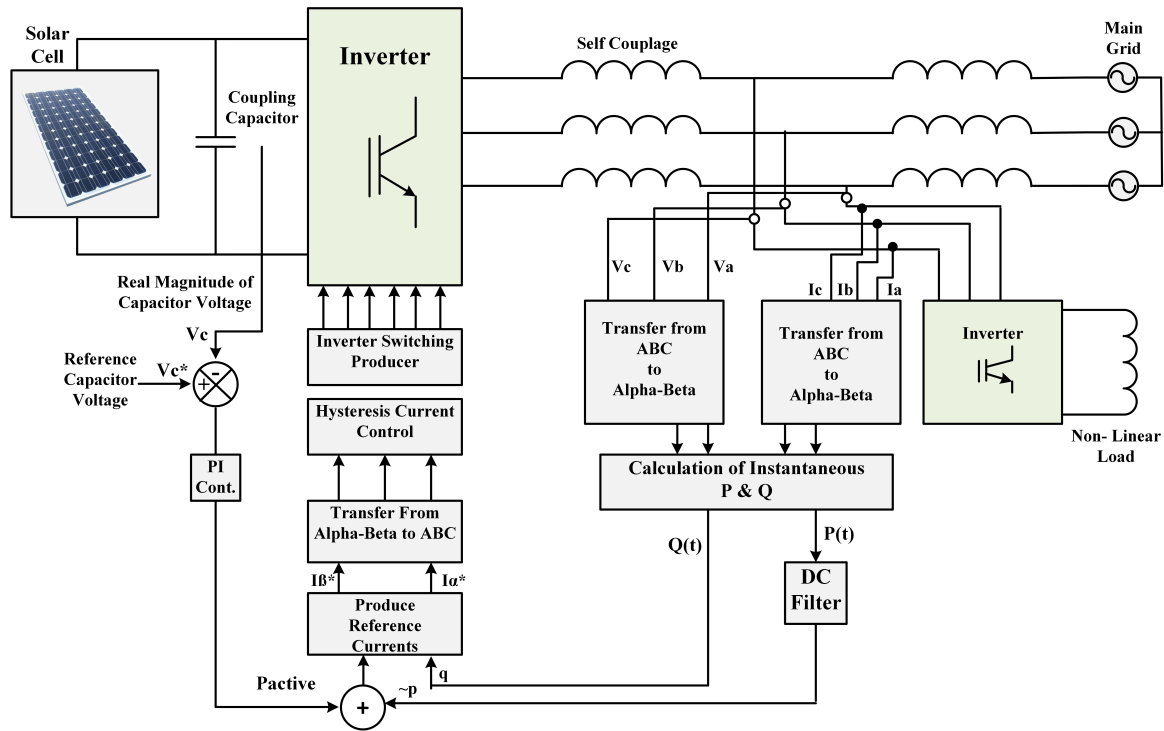 Solar
Cell
Inverter
Self Couplage
Main
Grid
Coupling
Capacitor
Real Magnitude of
Capacitor Voltage
Vc
Vb
Va
Ic
Ib
Ia
Transfer from
ABC
to
Alpha-Beta
Transfer from
ABC
to
Alpha-Beta
Inverter
Non- Linear
Load
Vc
Reference
Capacitor
Voltage
Vc*
-
+
Inverter Switching
Producer
Hysteresis Current
Control
PI
Cont.
Calculation of Instantaneous
P & Q
Transfer From
Alpha-Beta to ABC
Q(t)
P(t)
Iß*
Iα*
DC
Filter
Produce
Reference
Currents
q
~p
Pactive
+